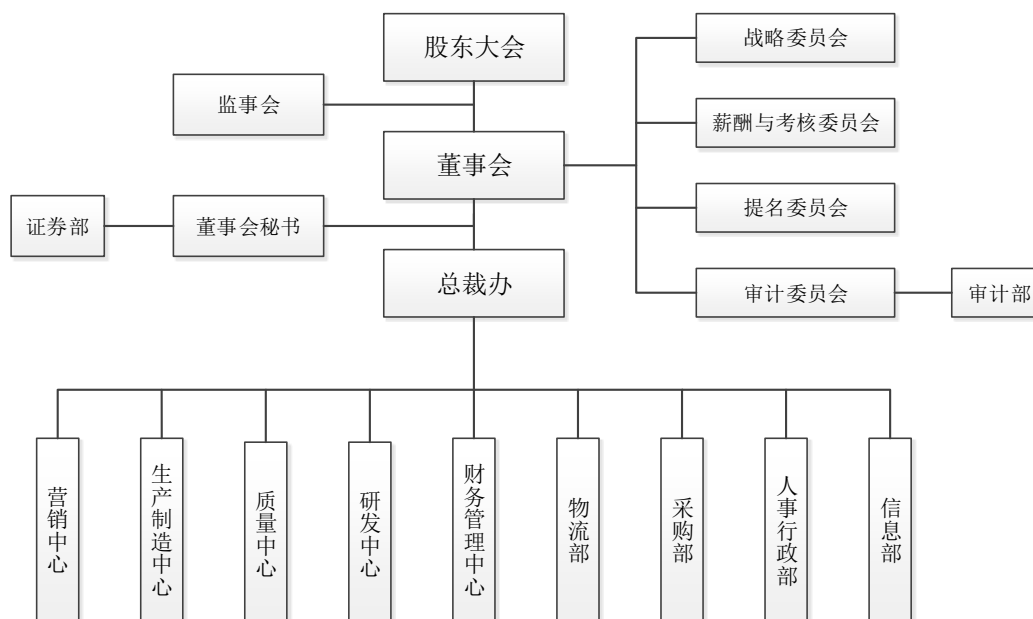 股东大会
战略委员会
监事会
薪酬与考核委员会
董事会
提名委员会
证券部
董事会秘书
总裁办
审计委员会
审计部
营销中心
生产制造中心
质量中心
研发中心
财务管理中心
物流部
采购部
人事行政部
信息部